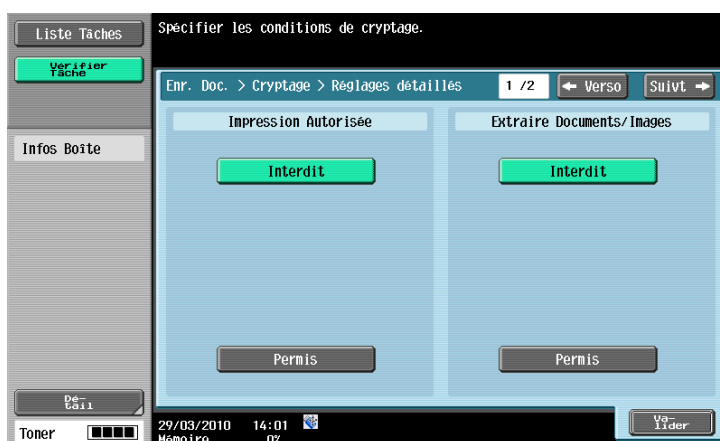 Liste Tâches
Spécifier les conditions de cryptage.
Vérifier
Tâche
Enr. Doc. > Cryptage > Réglages détaillés
1 /2
← Verso
Suivt →
Impression Autorisée
Extraire Documents/Images
Infos Boîte
Interdit
Interdit
Permis
Permis
Dé-
tail
Va-
lider
Toner
29/03/2010 14:01
Mémoire 0%